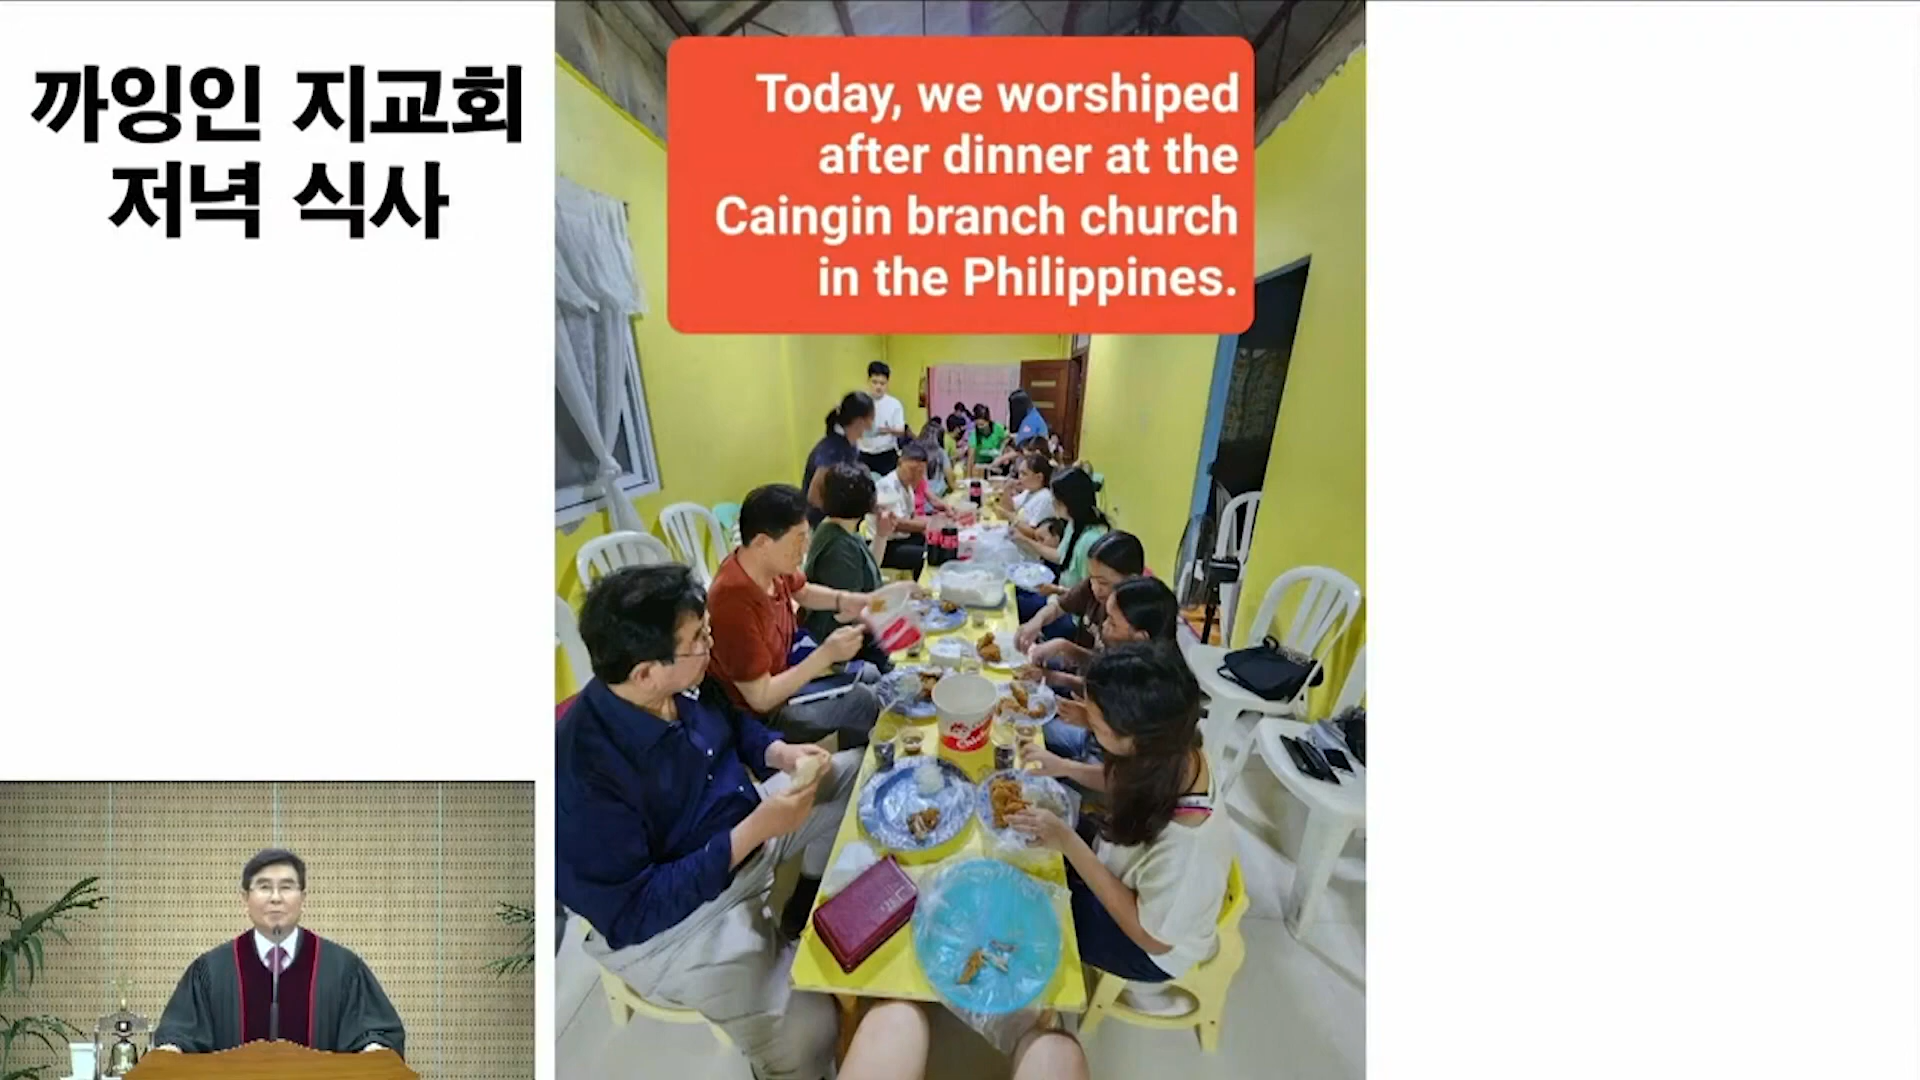 까잉인 지교회
저녁 식사
Today, we worshiped
after dinner at the
Caingin branch church
in the Philippines.